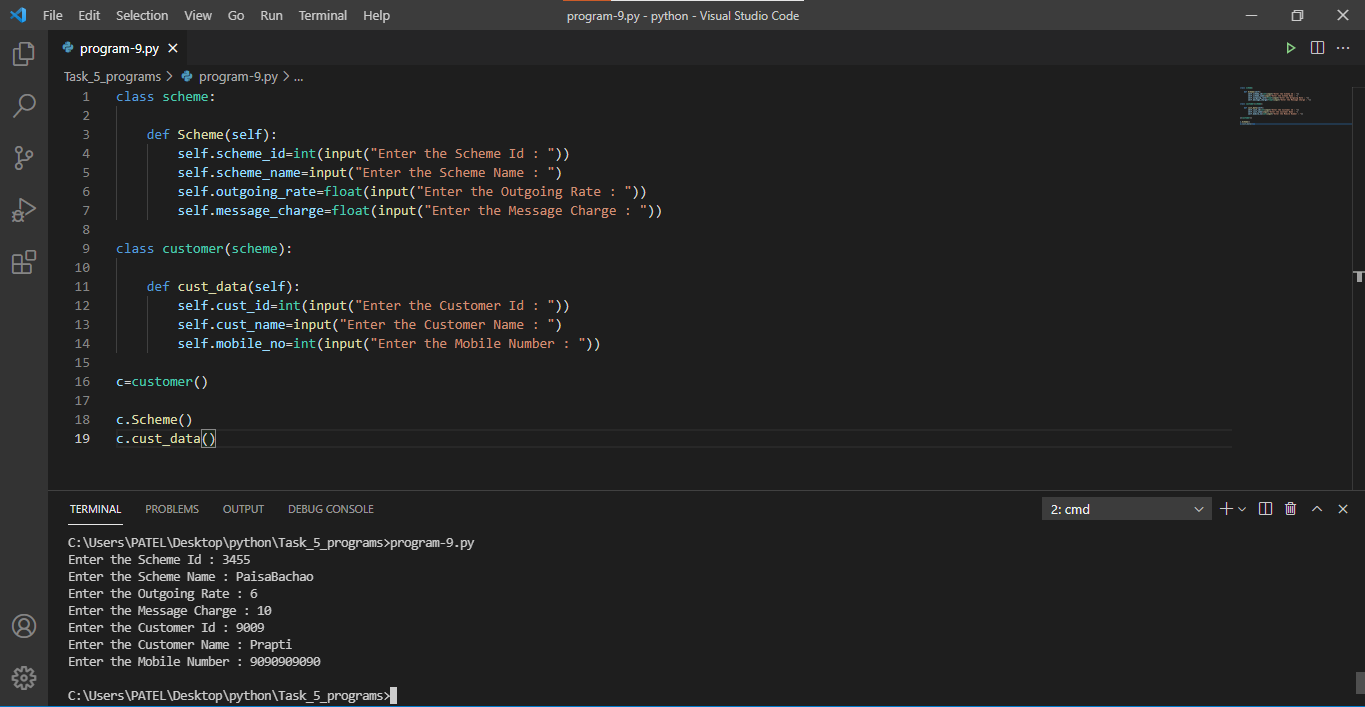 File Edit Selection View Go Run Terminal Help program-9.py - python - Visual Studio Code
program-9.py
Task_5_programs > program-9.py > ...
1 class scheme:
2
3     def Scheme(self):
4         self.scheme_id=int(input("Enter the Scheme Id : "))
5         self.scheme_name=input("Enter the Scheme Name : ")
6         self.outgoing_rate=float(input("Enter the Outgoing Rate : "))
7         self.message_charge=float(input("Enter the Message Charge : "))
8
9 class customer(scheme):
10
11     def cust_data(self):
12         self.cust_id=int(input("Enter the Customer Id : "))
13         self.cust_name=input("Enter the Customer Name : ")
14         self.mobile_no=int(input("Enter the Mobile Number : "))
15
16 c=customer()
17
18 c.Scheme()
19 c.cust_data()
TERMINAL PROBLEMS OUTPUT DEBUG CONSOLE 2: cmd
C:\Users\PATEL\Desktop\python\Task_5_programs>program-9.py
Enter the Scheme Id : 3455
Enter the Scheme Name : PaisaBachao
Enter the Outgoing Rate : 6
Enter the Message Charge : 10
Enter the Customer Id : 9009
Enter the Customer Name : Prapti
Enter the Mobile Number : 9090909090
C:\Users\PATEL\Desktop\python\Task_5_programs>